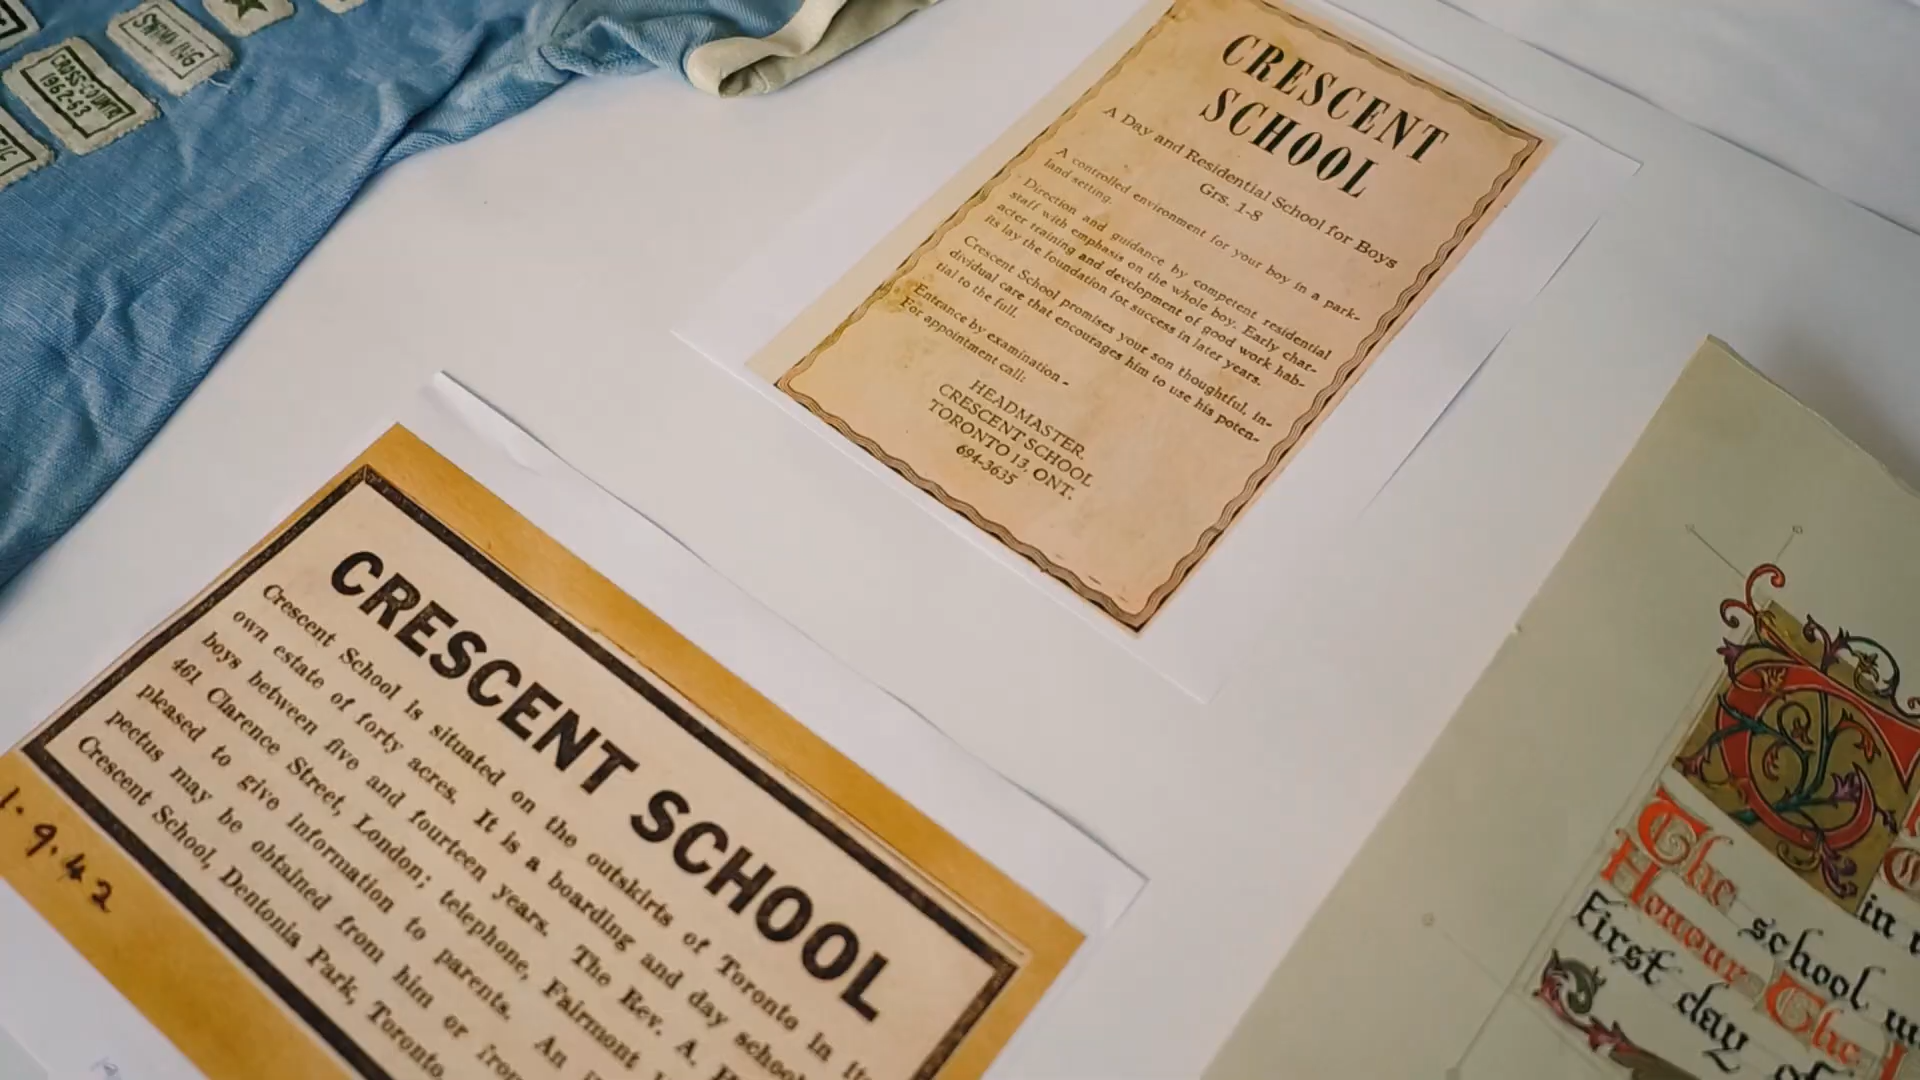 SWIMMING
CROSS-COUNTRY
1962-63
CRESCENT
SCHOOL
A Day and Residential School for Boys
Grs. 1-8
A controlled environment for your boy in a park-
land setting.
Direction and guidance by competent residential
staff with emphasis on the whole boy. Early char-
acter training and development of good work hab-
its lay the foundation for success in later years.
Crescent School promises your son thoughtful, in-
dividual care that encourages him to use his poten-
tial to the full.
Entrance by examination -
For appointment call:
HEADMASTER
CRESCENT SCHOOL
TORONTO 13, ONT.
694-3635
CRESCENT SCHOOL
Crescent School is situated on the outskirts of Toronto in its
own estate of forty acres. It is a boarding and day school
boys between five and fourteen years. The Rev. A.
461 Clarence Street, London; telephone, Fairmont
pleased to give information to parents. An
pectus may be obtained from him or from
Crescent School, Dentonia Park, Toronto.
1.9.42
in
The school
Honour The
First day of